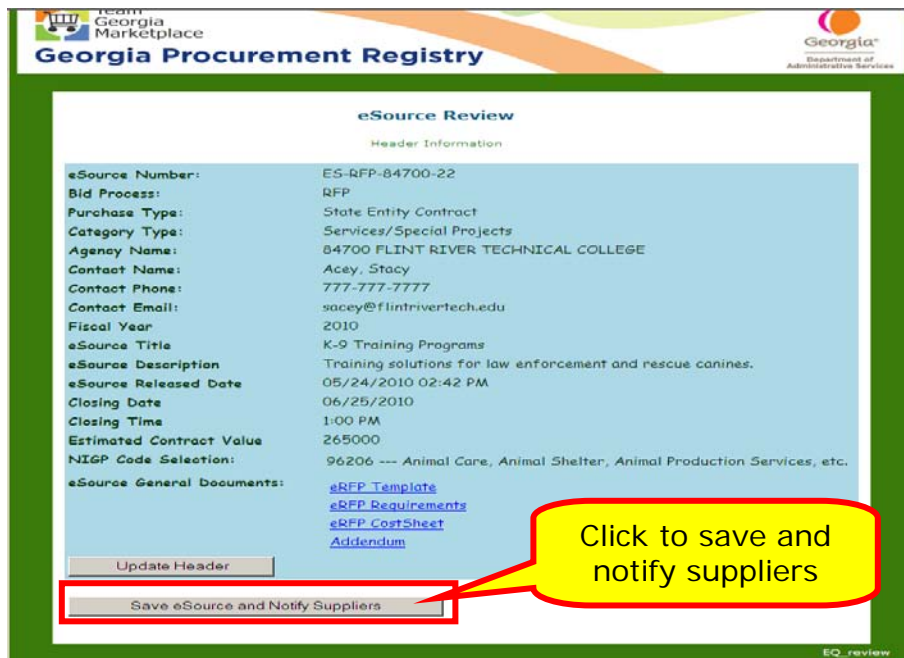 Team
Georgia
Marketplace
Georgia Procurement Registry
Georgia
Department of
Administrative Services
eSource Review
Header Information
eSource Number: ES-RFP-84700-22
Bid Process: RFP
Purchase Type: State Entity Contract
Category Type: Services/Special Projects
Agency Name: 84700 FLINT RIVER TECHNICAL COLLEGE
Contact Name: Acey, Stacy
Contact Phone: 777-777-7777
Contact Email: sacey@flintrivertech.edu
Fiscal Year 2010
eSource Title K-9 Training Programs
eSource Description Training solutions for law enforcement and rescue canines.
eSource Released Date 05/24/2010 02:42 PM
Closing Date 06/25/2010
Closing Time 1:00 PM
Estimated Contract Value 265000
NIGP Code Selection: 96206 --- Animal Care, Animal Shelter, Animal Production Services, etc.
eSource General Documents: eRFP Template
eRFP Requirements
eRFP CostSheet
Addendum
Update Header
Click to save and
notify suppliers
Save eSource and Notify Suppliers
EQ_review